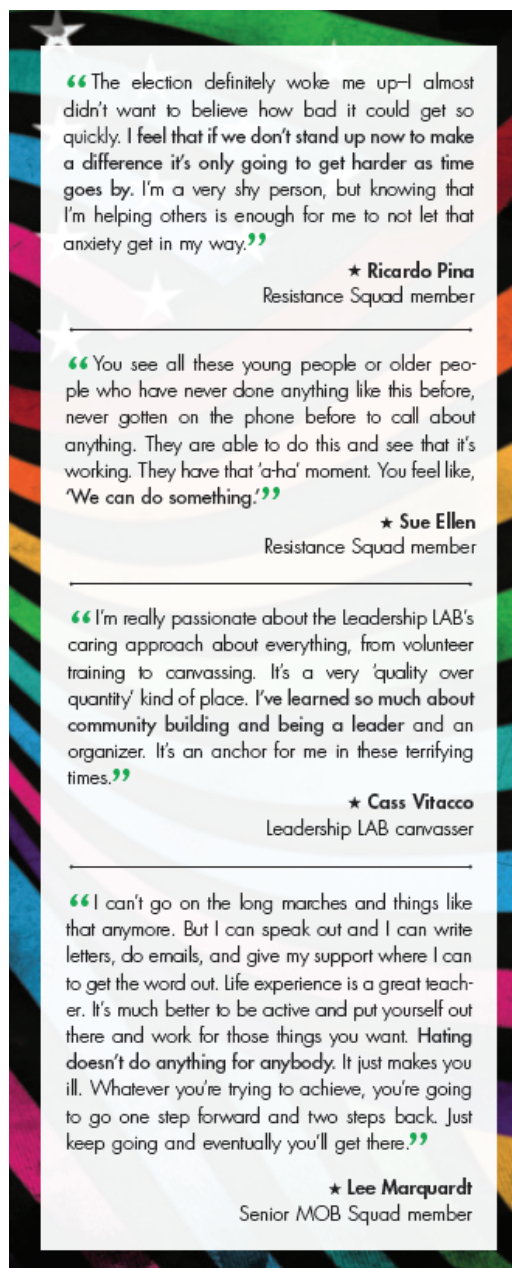 “The election definitely woke me up–I almost
didn’t want to believe how bad it could get so
quickly. I feel that if we don’t stand up now to make
a difference it’s only going to get harder as time
goes by. I’m a very shy person, but knowing that
I’m helping others is enough for me to not let that
anxiety get in my way.”
★ Ricardo Pina
Resistance Squad member
“You see all these young people or older peo-
ple who have never done anything like this before,
never gotten on the phone before to call about
anything. They are able to do this and see that it’s
working. They have that ‘a-ha’ moment. You feel like,
‘We can do something.’”
★ Sue Ellen
Resistance Squad member
“I’m really passionate about the Leadership LAB’s
caring approach about everything, from volunteer
training to canvassing. It’s a very ‘quality over
quantity’ kind of place. I’ve learned so much about
community building and being a leader and an
organizer. It’s an anchor for me in these terrifying
times.”
★ Cass Vitacco
Leadership LAB canvasser
“I can’t go on the long marches and things like
that anymore. But I can speak out and I can write
letters, do emails, and give my support where I can
to get the word out. Life experience is a great teach-
er. It’s much better to be active and put yourself out
there and work for those things you want. Hating
doesn’t do anything for anybody. It just makes you
ill. Whatever you’re trying to achieve, you’re going
to go one step forward and two steps back. Just
keep going and eventually you’ll get there.”
★ Lee Marquardt
Senior MOB Squad member